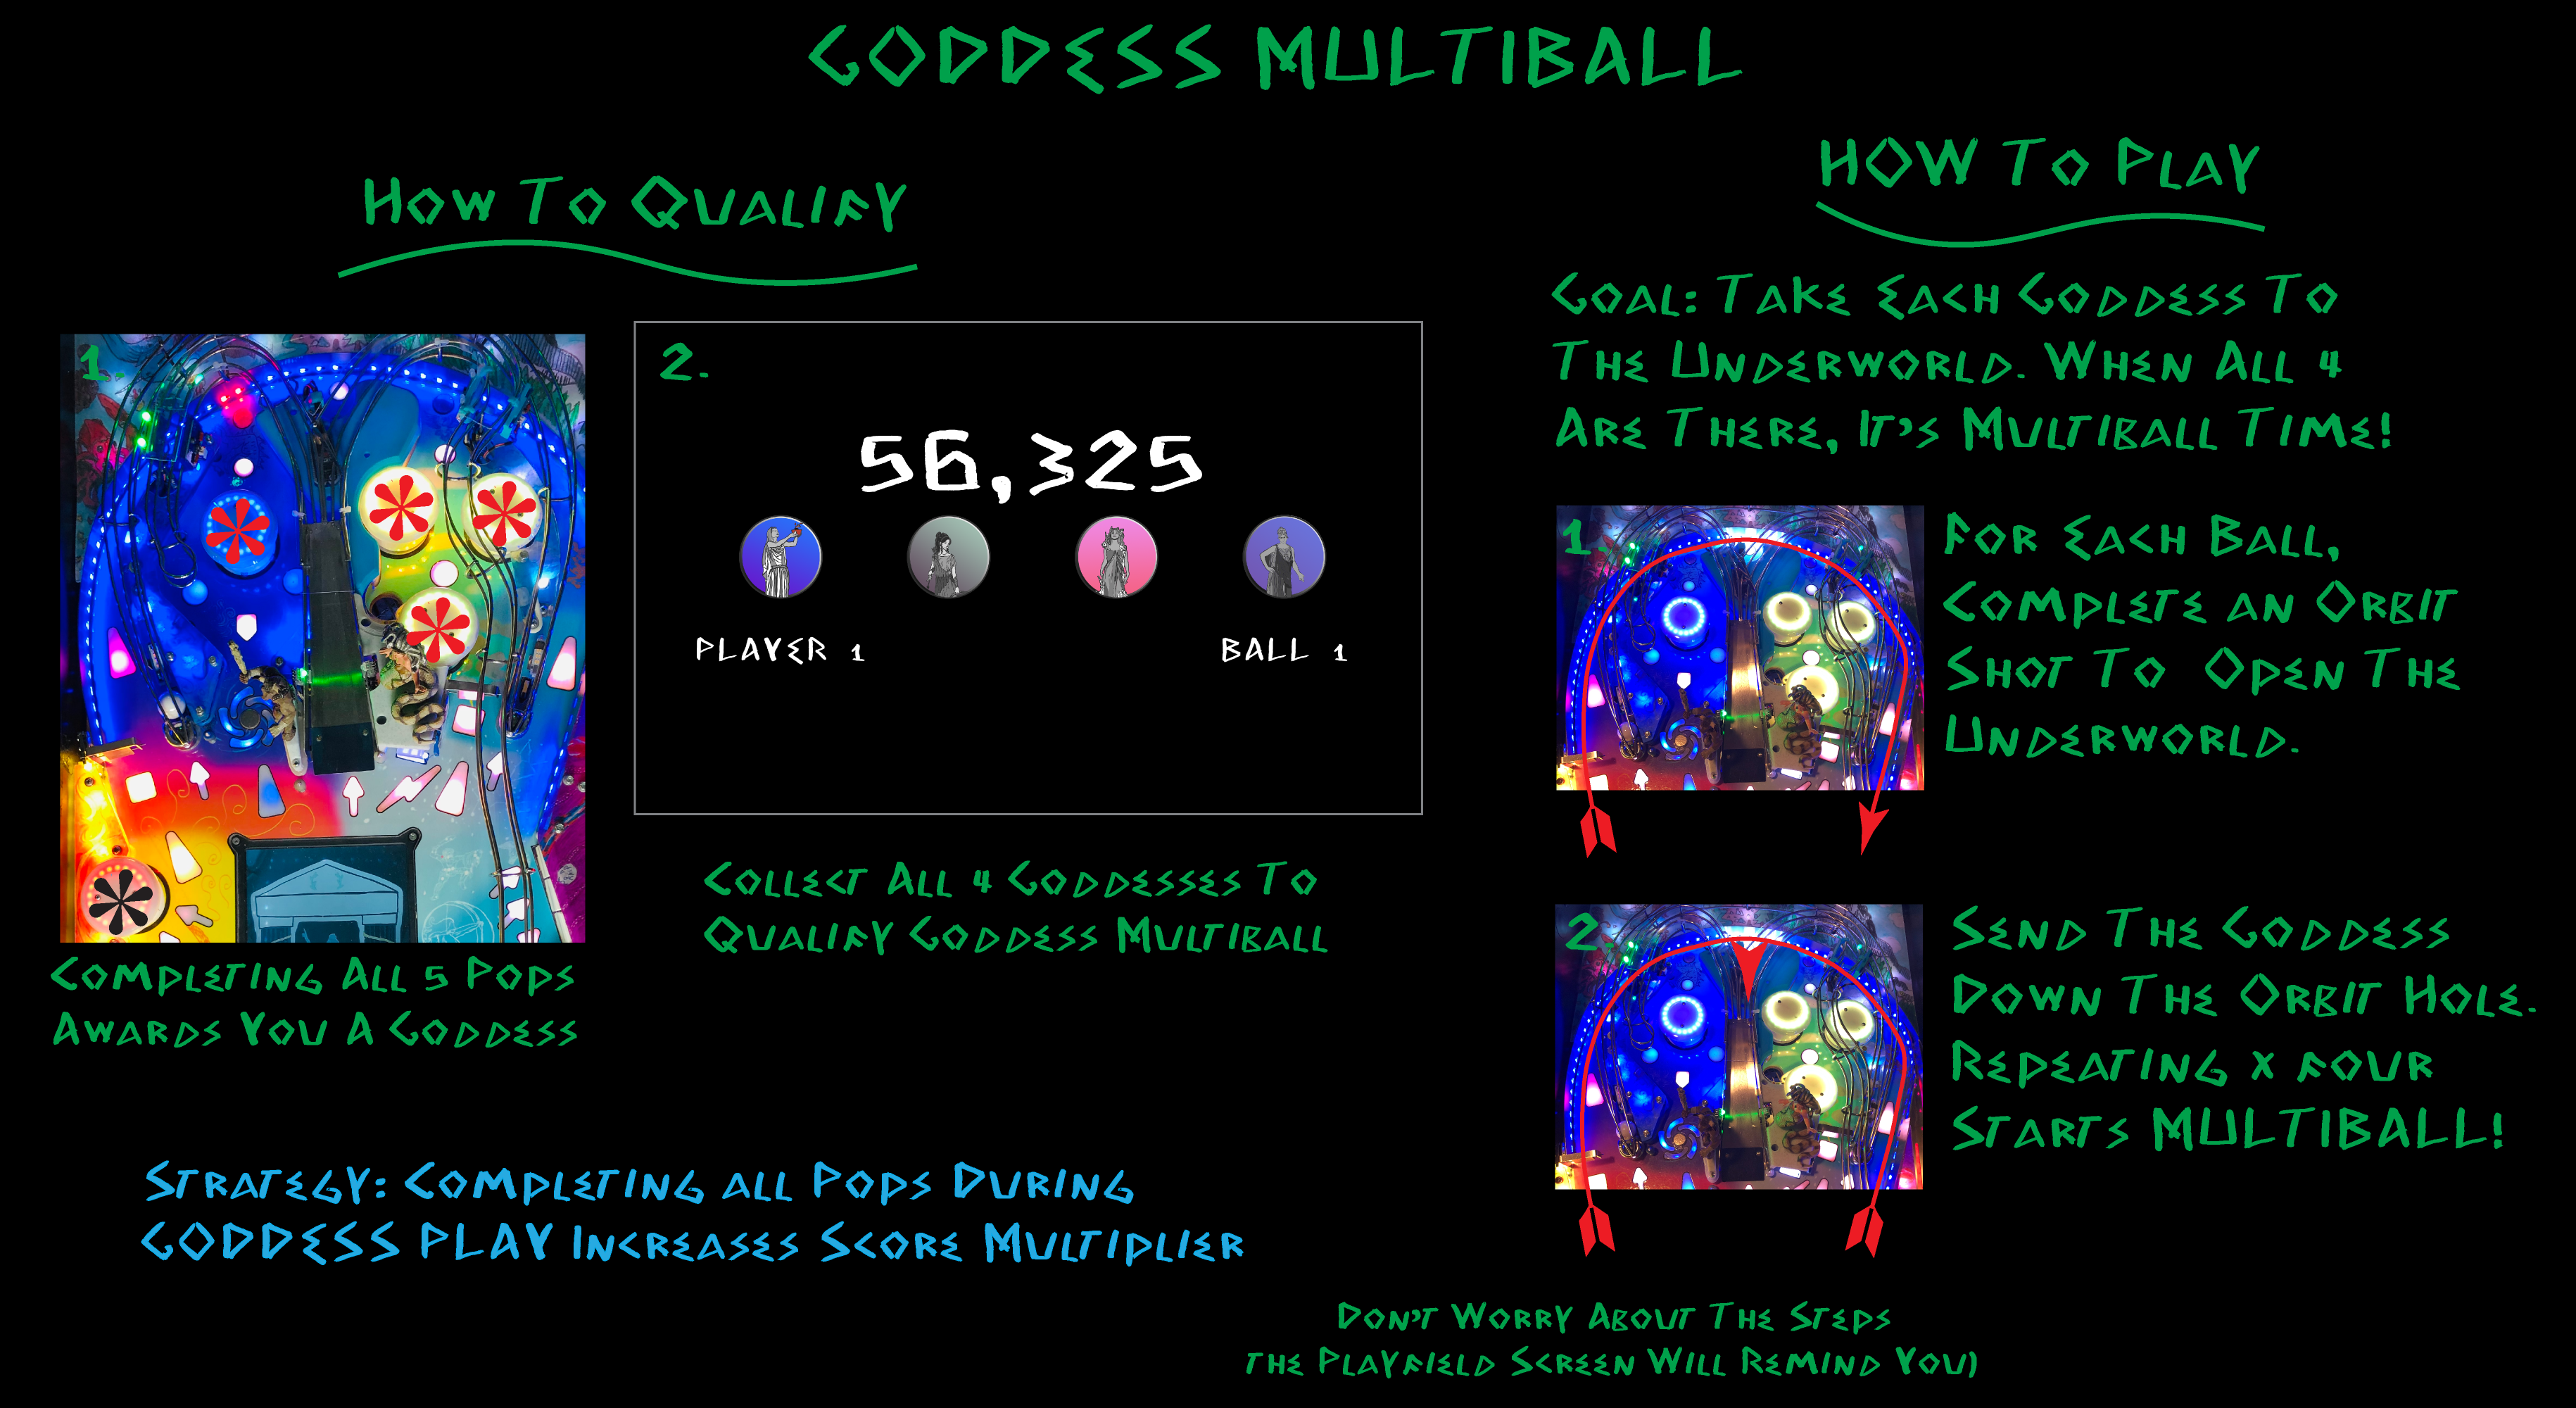 GODDESS MULTIBALL
How To Qualify
1.
Completing All 5 Pops
Awards You A Goddess
2.
56,325
PLAYER 1
BALL 1
Collect All 4 Goddesses To
Qualify Goddess Multiball
Strategy: Completing all Pops During
GODDESS PLAY Increases Score Multiplier
HOW To Play
Goal: Take Each Goddess To
The Underworld. When All 4
Are There, It's Multiball Time!
1.
For Each Ball,
Complete an Orbit
Shot To Open The
Underworld.
2.
Send The Goddess
Down The Orbit Hole.
Repeating x four
Starts MULTIBALL!
Don't Worry About The Steps
the Playfield Screen Will Remind You)